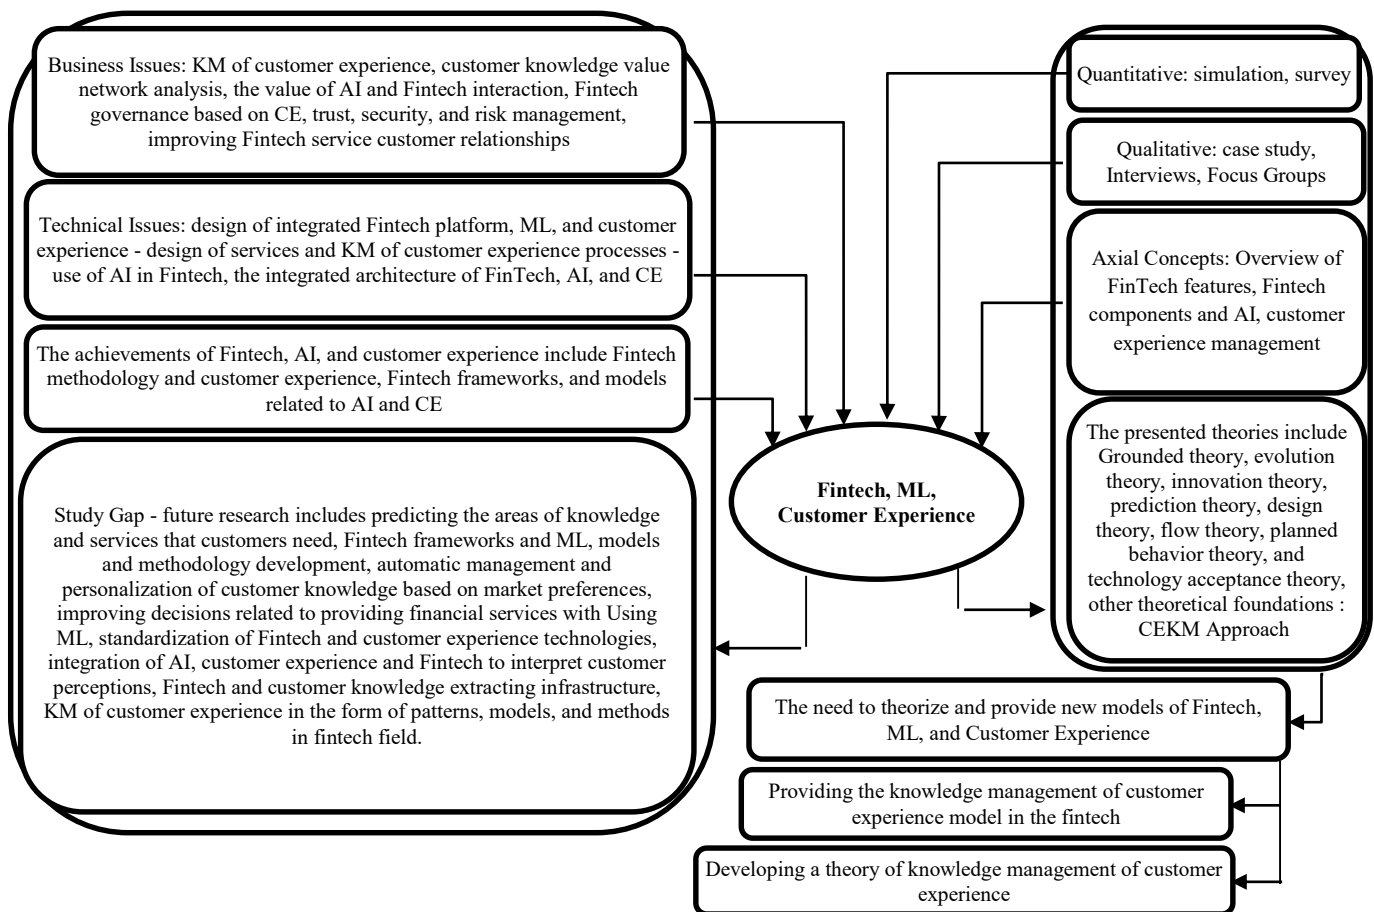 Business Issues: KM of customer experience, customer knowledge value
network analysis, the value of AI and Fintech interaction, Fintech
governance based on CE, trust, security, and risk management,
improving Fintech service customer relationships
Technical Issues: design of integrated Fintech platform, ML, and customer
experience - design of services and KM of customer experience processes -
use of AI in Fintech, the integrated architecture of FinTech, AI, and CE
The achievements of Fintech, AI, and customer experience include Fintech
methodology and customer experience, Fintech frameworks, and models
related to AI and CE
Study Gap - future research includes predicting the areas of knowledge
and services that customers need, Fintech frameworks and ML, models
and methodology development, automatic management and
personalization of customer knowledge based on market preferences,
improving decisions related to providing financial services with Using
ML, standardization of Fintech and customer experience technologies,
integration of AI, customer experience and Fintech to interpret customer
perceptions, Fintech and customer knowledge extracting infrastructure,
KM of customer experience in the form of patterns, models, and methods
in fintech field.
Fintech, ML,
Customer Experience
Quantitative: simulation, survey
Qualitative: case study,
Interviews, Focus Groups
Axial Concepts: Overview of
FinTech features, Fintech
components and AI, customer
experience management
The presented theories include
Grounded theory, evolution
theory, innovation theory,
prediction theory, design
theory, flow theory, planned
behavior theory, and
technology acceptance theory,
other theoretical foundations :
CEKM Approach
The need to theorize and provide new models of Fintech,
ML, and Customer Experience
Providing the knowledge management of customer
experience model in the fintech
Developing a theory of knowledge management of customer
experience